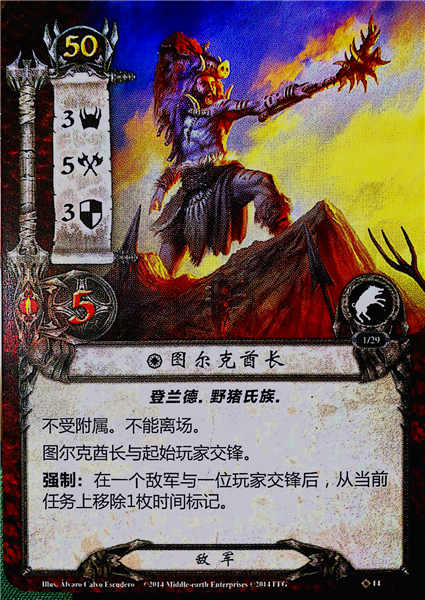 50
3
5
3
5
1/29
图尔克酋长
登兰德. 野猪氏族.
不受附属。不能离场。
图尔克酋长与起始玩家交锋。
强制：在一个敌军与一位玩家交锋后，从当前
任务上移除1枚时间标记。
敌军
Illus. Álvaro Calvo Escudero ©2014 Middle-earth Enterprises ©2014 FFG 14